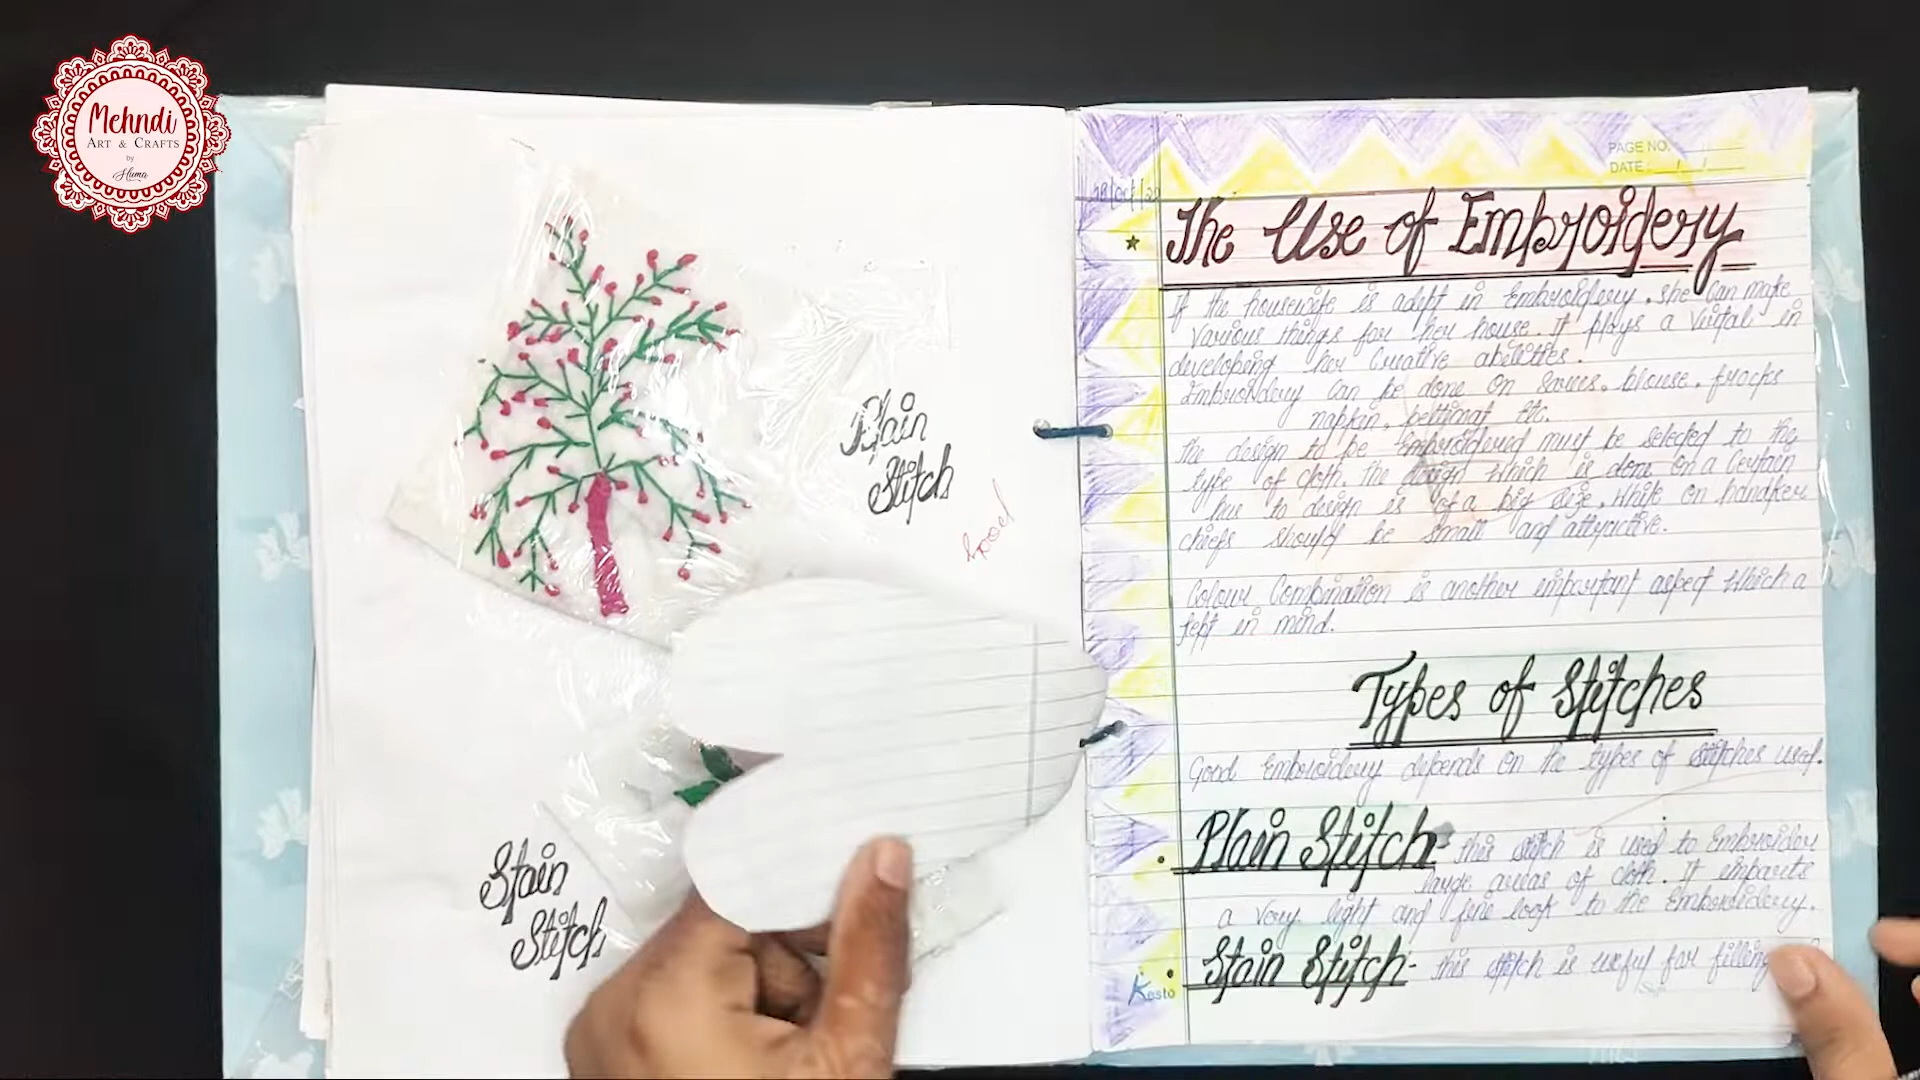 Mehndi
ART & CRAFTS
by
Huma
Plain
Stitch
Good
Stain
Stitch
PAGE NO.
DATE :
The Use of Embroidery
If the housewife is adept in Embroidery. she Can make
Various things for her house. It plays a Vital in
developing her Creative abilities.
Embroidery Can be done on Sarees. blouse. frocks
napkin. Etc.
the design to be Embroidered must be selected to the
type of cloth. the design Which is done on a Certain
has to design is of a big size. While on handker
chiefs should be small and attractive.
Colour Combination is another important aspect Which a
kept in mind.
Types of Stitches
Good Embroidery depends on the types of stitches used.
Plain Stitch- this stitch is used to Embroider
large areas of cloth. It imparts
a Very light and fine look to the Embroidery.
Stain Stitch- this stitch is useful for filling
Kasto